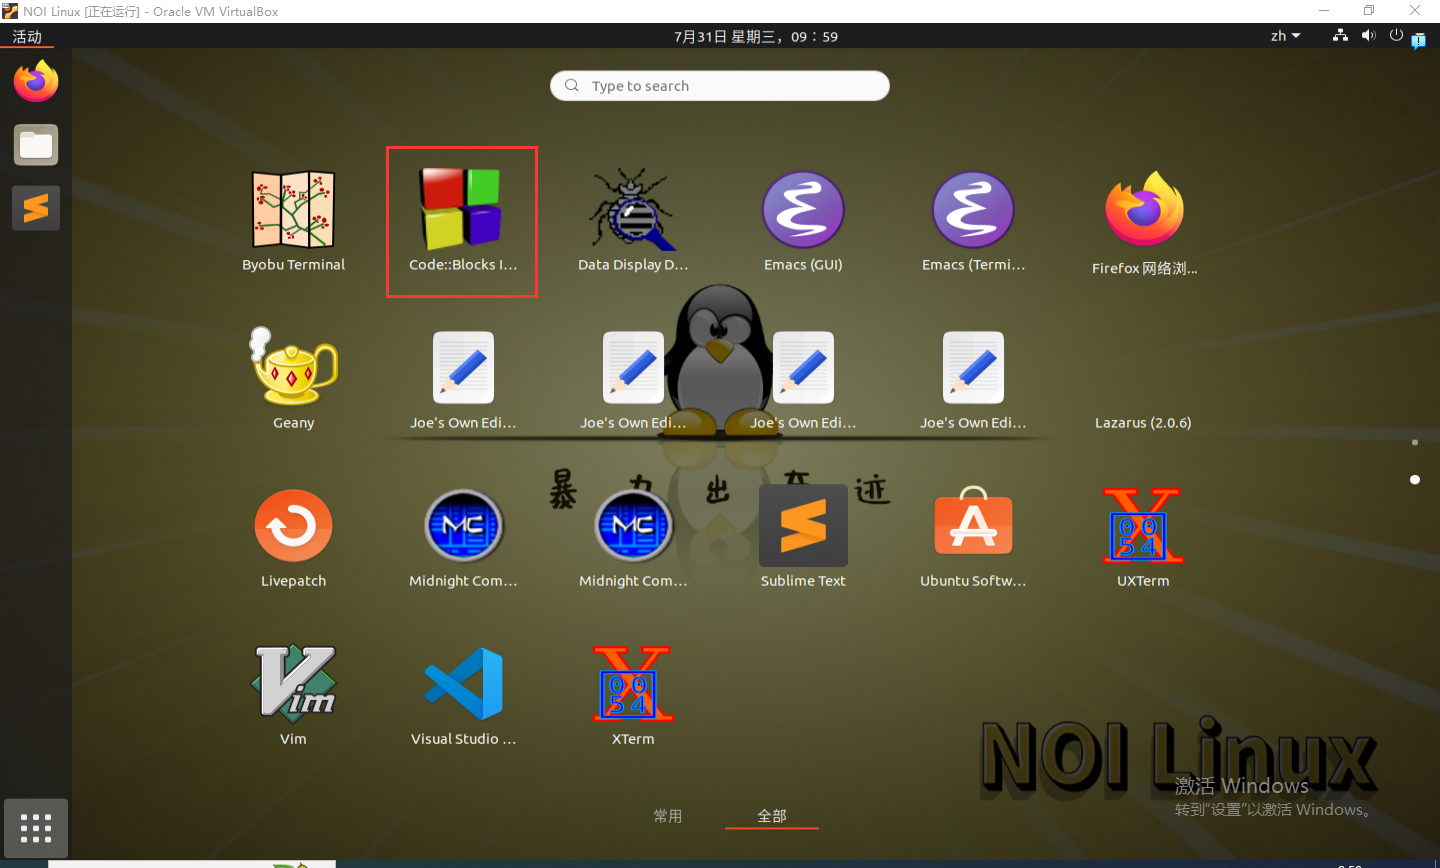 NOI Linux [正在运行] - Oracle VM VirtualBox
活动
7月31日 星期三，09：59
zh
Type to search
Byobu Terminal
Code::Blocks I...
Data Display D...
Emacs (GUI)
Emacs (Termi...
Firefox 网络浏...
Geany
Joe's Own Edi...
Joe's Own Edi...
Joe's Own Edi...
Joe's Own Edi...
Lazarus (2.0.6)
暴力出奇迹
Livepatch
Midnight Com...
Midnight Com...
Sublime Text
Ubuntu Softw...
UXTerm
Vim
Visual Studio ...
XTerm
NOI Linux
激活 Windows
转到“设置”以激活 Windows。
常用
全部